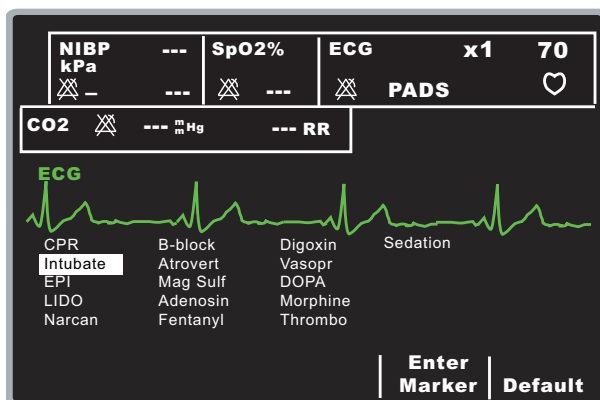 NIBP --- SpO2% ECG x1 70
kPa
– --- --- PADS
CO2 --- mmHg --- RR
ECG
CPR B-block Digoxin Sedation
Intubate Atrovert Vasopr
EPI Mag Sulf DOPA
LIDO Adenosin Morphine
Narcan Fentanyl Thrombo
Enter
Marker Default